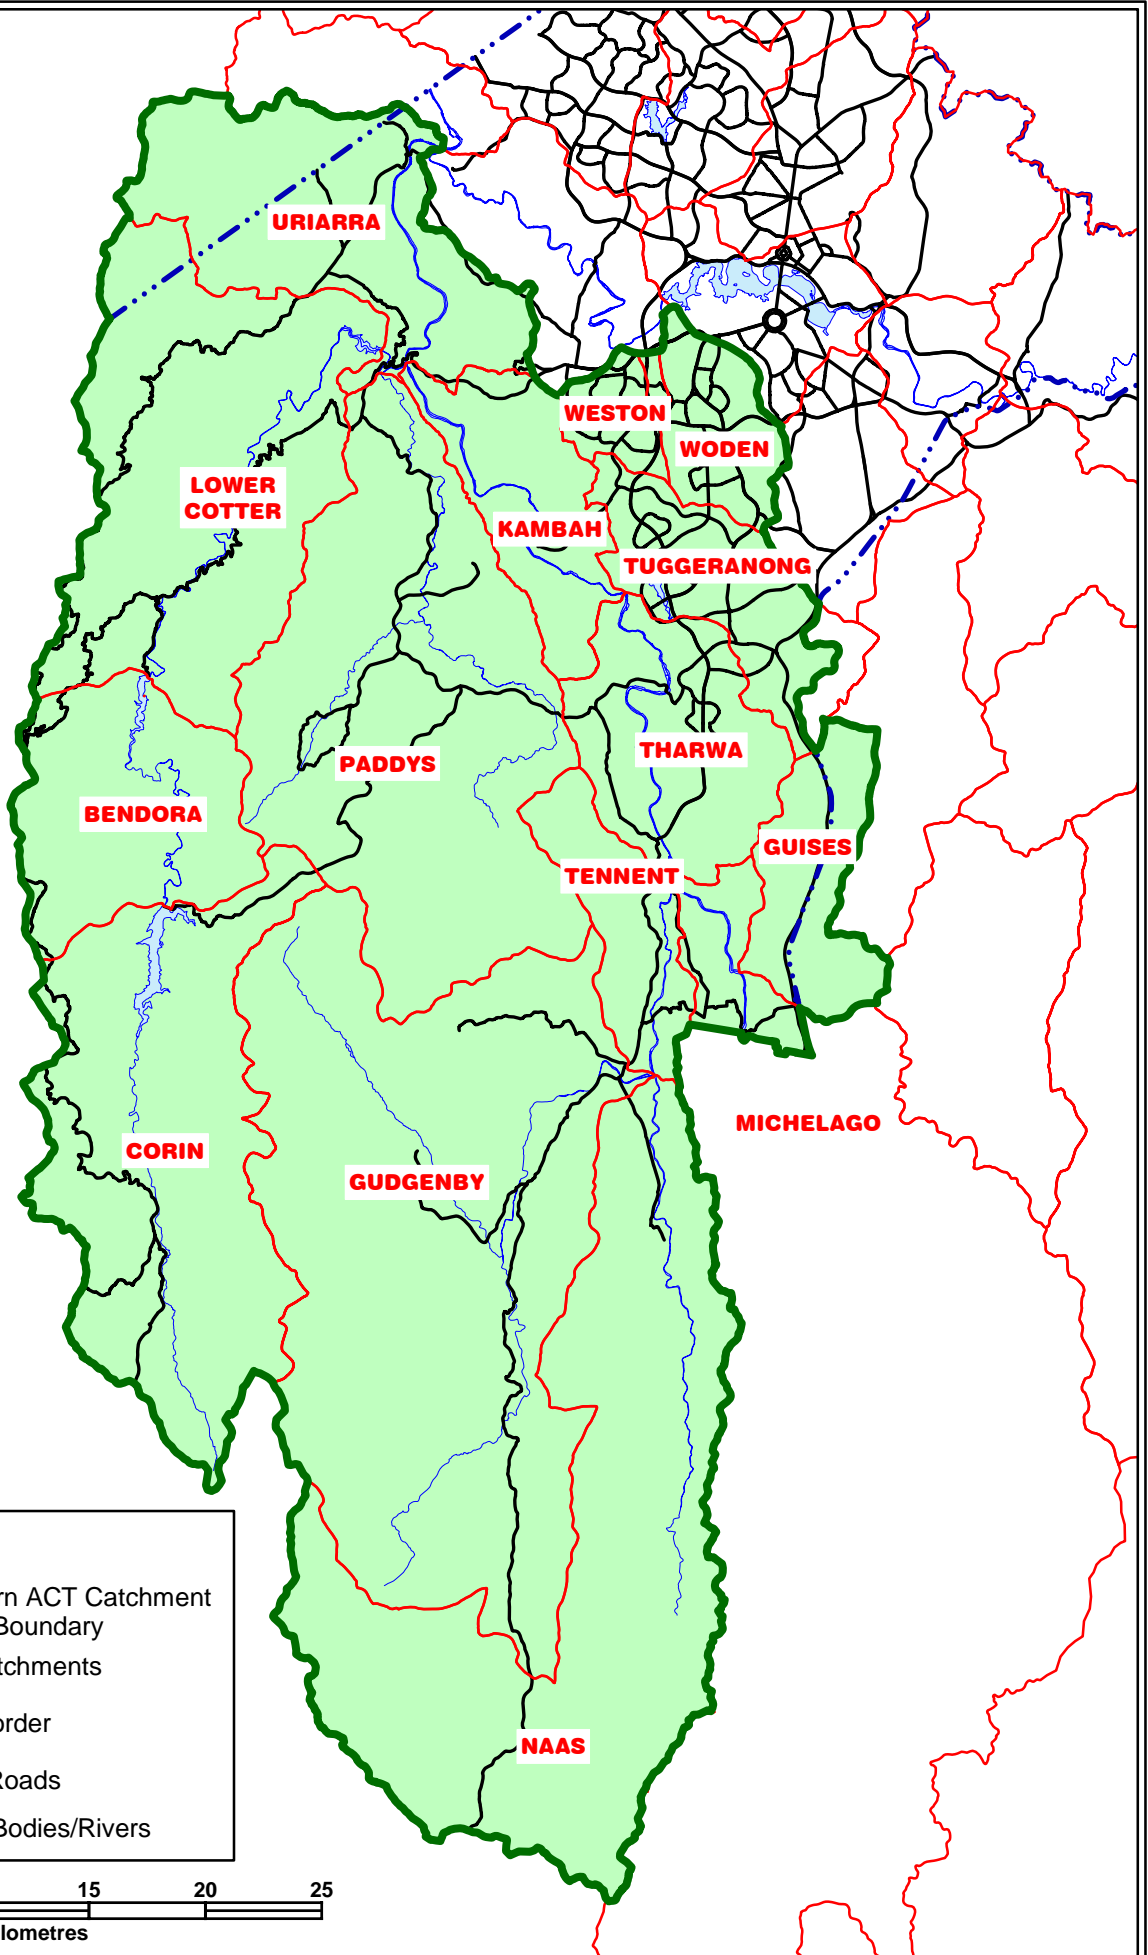 URIARRA
WESTON
WODEN
LOWER
COTTER
KAMBAH
TUGGERANONG
THARWA
PADDYS
BENDORA
GUISES
TENNENT
MICHELAGO
CORIN
GUDGENBY
NAAS
rn ACT Catchment
Boundary
tchments
order
Roads
Bodies/Rivers
15 20 25
lometres